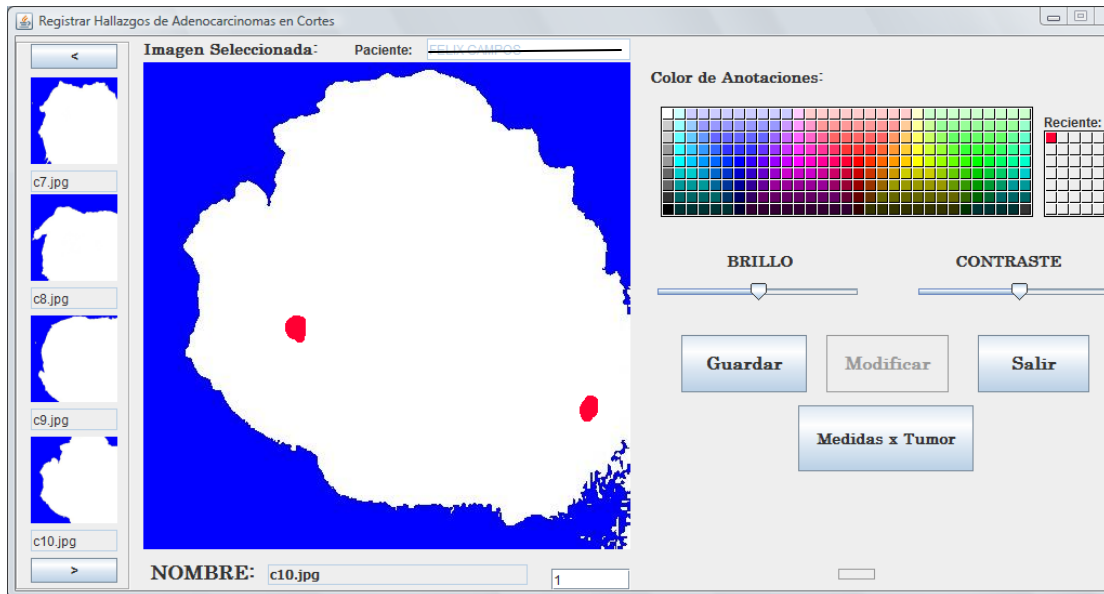 Registrar Hallazgos de Adenocarcinomas en Cortes
<
c7.jpg
c8.jpg
c9.jpg
c10.jpg
>
Imagen Seleccionada:
Paciente:
NOMBRE: c10.jpg
1
Color de Anotaciones:
Reciente:
BRILLO
CONTRASTE
Guardar
Modificar
Salir
Medidas x Tumor